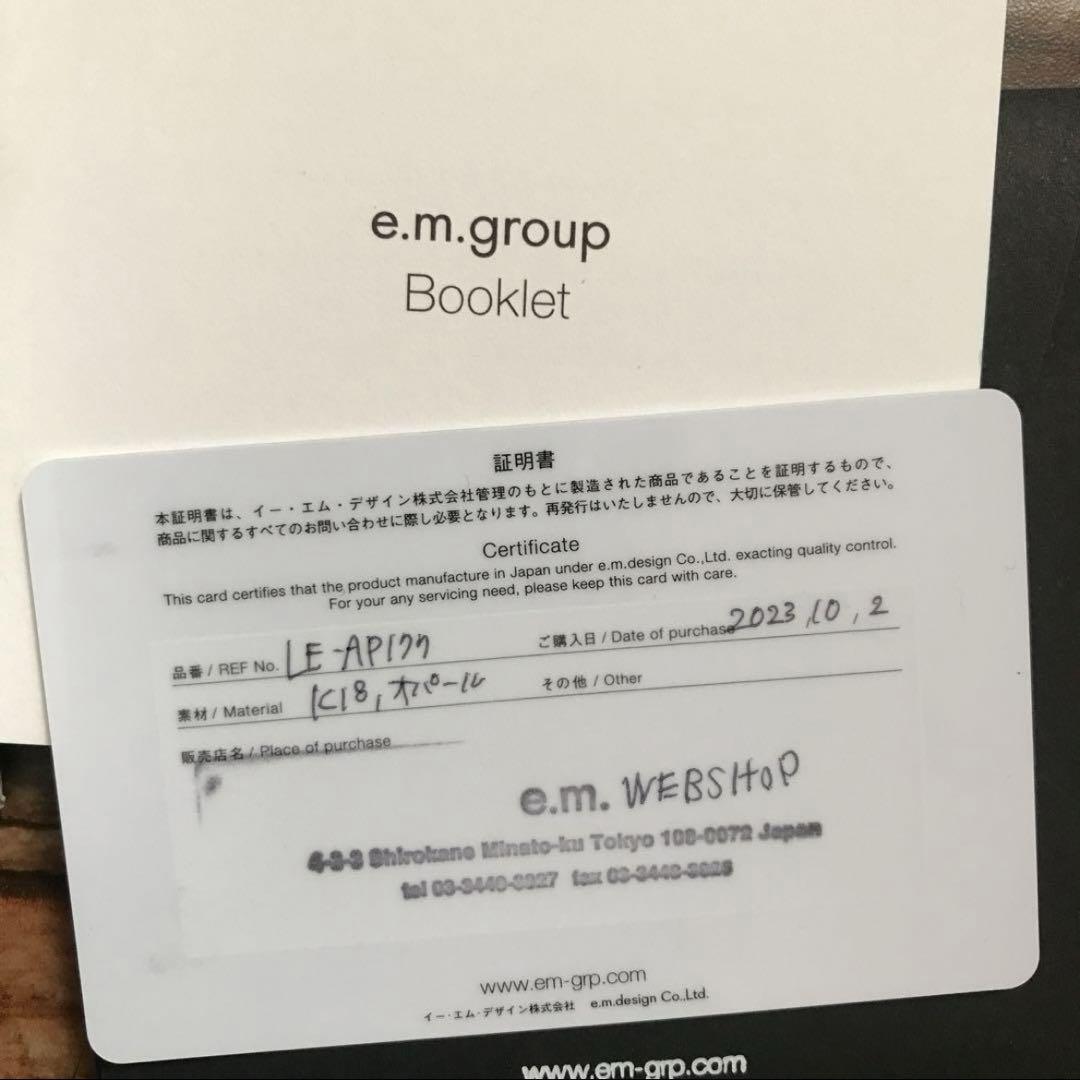 e.m.group
Booklet
証明書
本証明書は、イー・エム・デザイン株式会社管理のもとに製造された商品であることを証明するもので、
商品に関するすべてのお問い合わせに際し必要となります。再発行はいたしませんので、大切に保管してください。
Certificate
This card certifies that the product manufacture in Japan under e.m.design Co.,Ltd. exacting quality control.
For your any servicing need, please keep this card with care.
品番 / REF No. LE-AP177 ご購入日 / Date of purchase 2023,10,2
素材 / Material K18,オパール その他 / Other
販売店名 / Place of purchase
e.m. WEBSHOP
4-3-3 Shirokane Minato-ku Tokyo 108-0072 Japan
tel fax
www.em-grp.com
イー・エム・デザイン株式会社 e.m.design Co.,Ltd.
www.em-grp.com